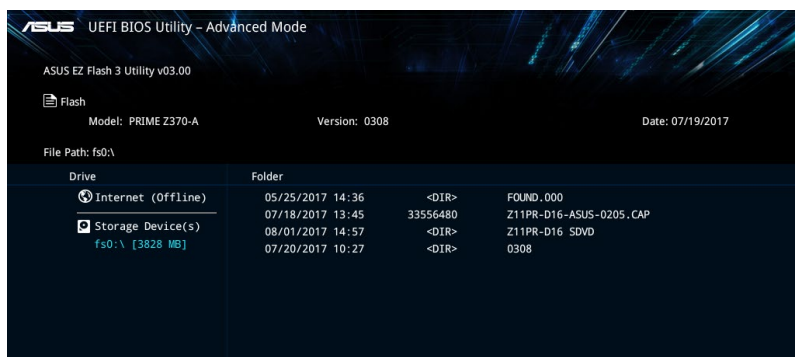 ASUS UEFI BIOS Utility – Advanced Mode
ASUS EZ Flash 3 Utility v03.00
Flash
Model: PRIME Z370-A Version: 0308 Date: 07/19/2017
File Path: fs0:\
Drive Folder
Internet (Offline) 05/25/2017 14:36 <DIR> FOUND.000
07/18/2017 13:45 33556480 Z11PR-D16-ASUS-0205.CAP
Storage Device(s) 08/01/2017 14:57 <DIR> Z11PR-D16 SDVD
fs0:\ [3828 MB] 07/20/2017 10:27 <DIR> 0308